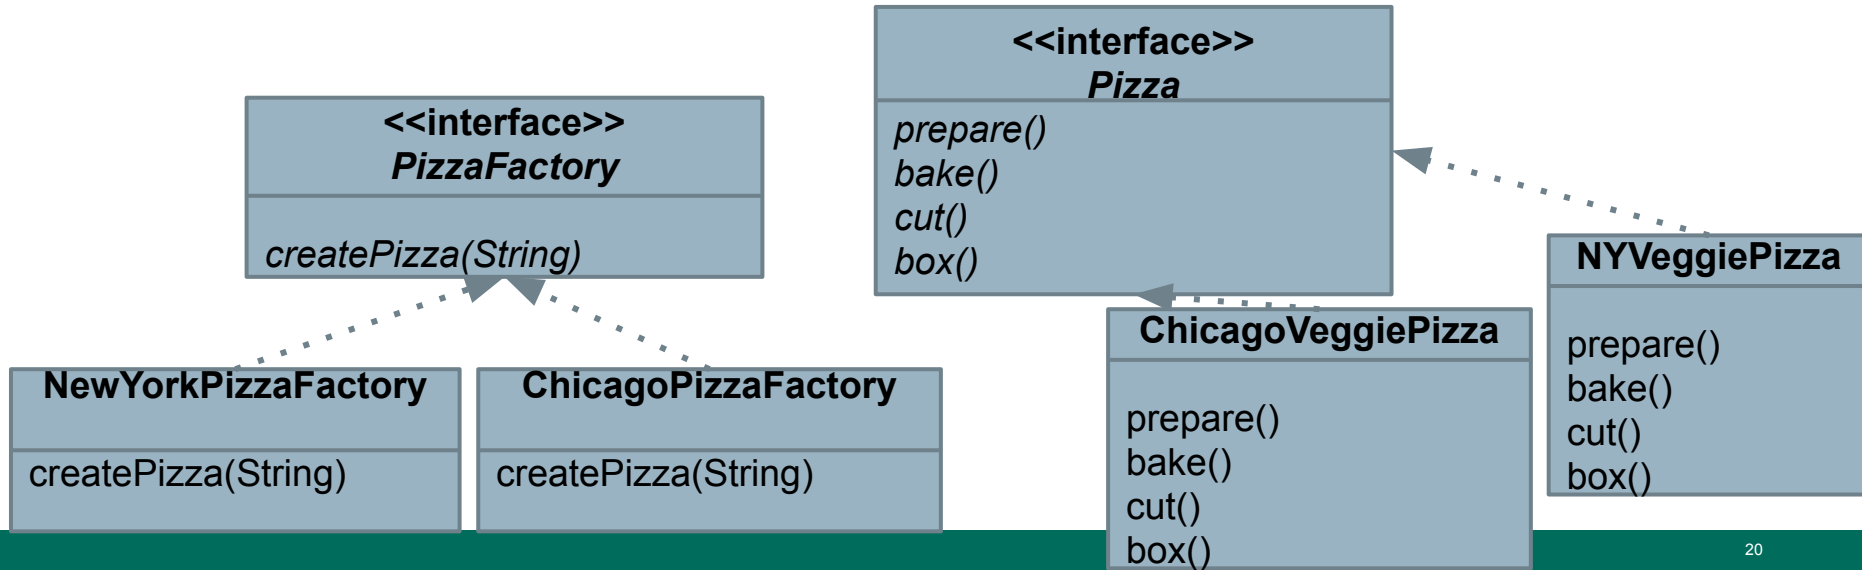 <<interface>>
PizzaFactory
createPizza(String)
NewYorkPizzaFactory
createPizza(String)
ChicagoPizzaFactory
createPizza(String)
<<interface>>
Pizza
prepare()
bake()
cut()
box()
ChicagoVeggiePizza
prepare()
bake()
cut()
box()
NYVeggiePizza
prepare()
bake()
cut()
box()
20